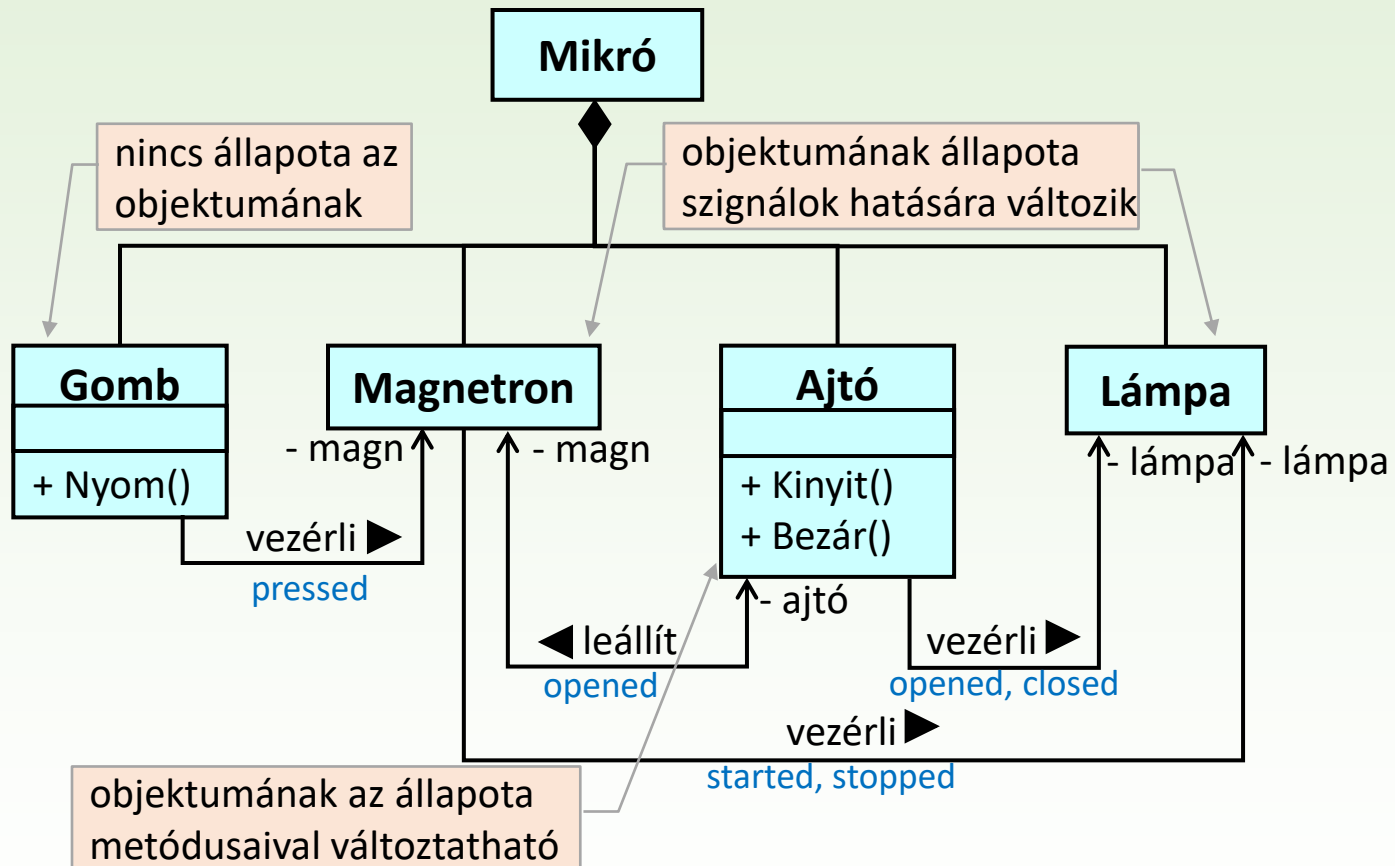 Mikró
nincs állapota az
objektumának
objektumának állapota
szignálok hatására változik
Gomb
+ Nyom()
Magnetron
Ajtó
+ Kinyit()
+ Bezár()
Lámpa
- magn
- magn
- lámpa
- lámpa
vezérli ▶
pressed
- ajtó
◀ leállít
opened
vezérli ▶
opened, closed
vezérli ▶
started, stopped
objektumának az állapota
metódusaival változtatható